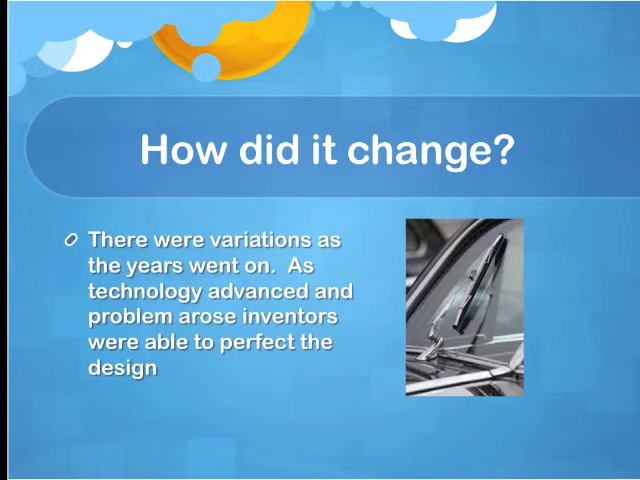 How did it change?
There were variations as
the years went on.  As
technology advanced and
problem arose inventors
were able to perfect the
design